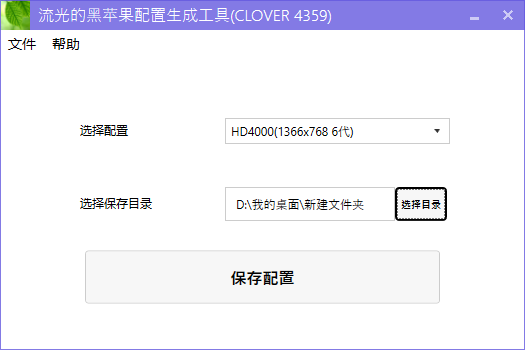 流光的黑苹果配置生成工具(CLOVER 4359)
文件 帮助
选择配置 HD4000(1366x768 6代)
选择保存目录 D:\我的桌面\新建文件夹 选择目录
保存配置